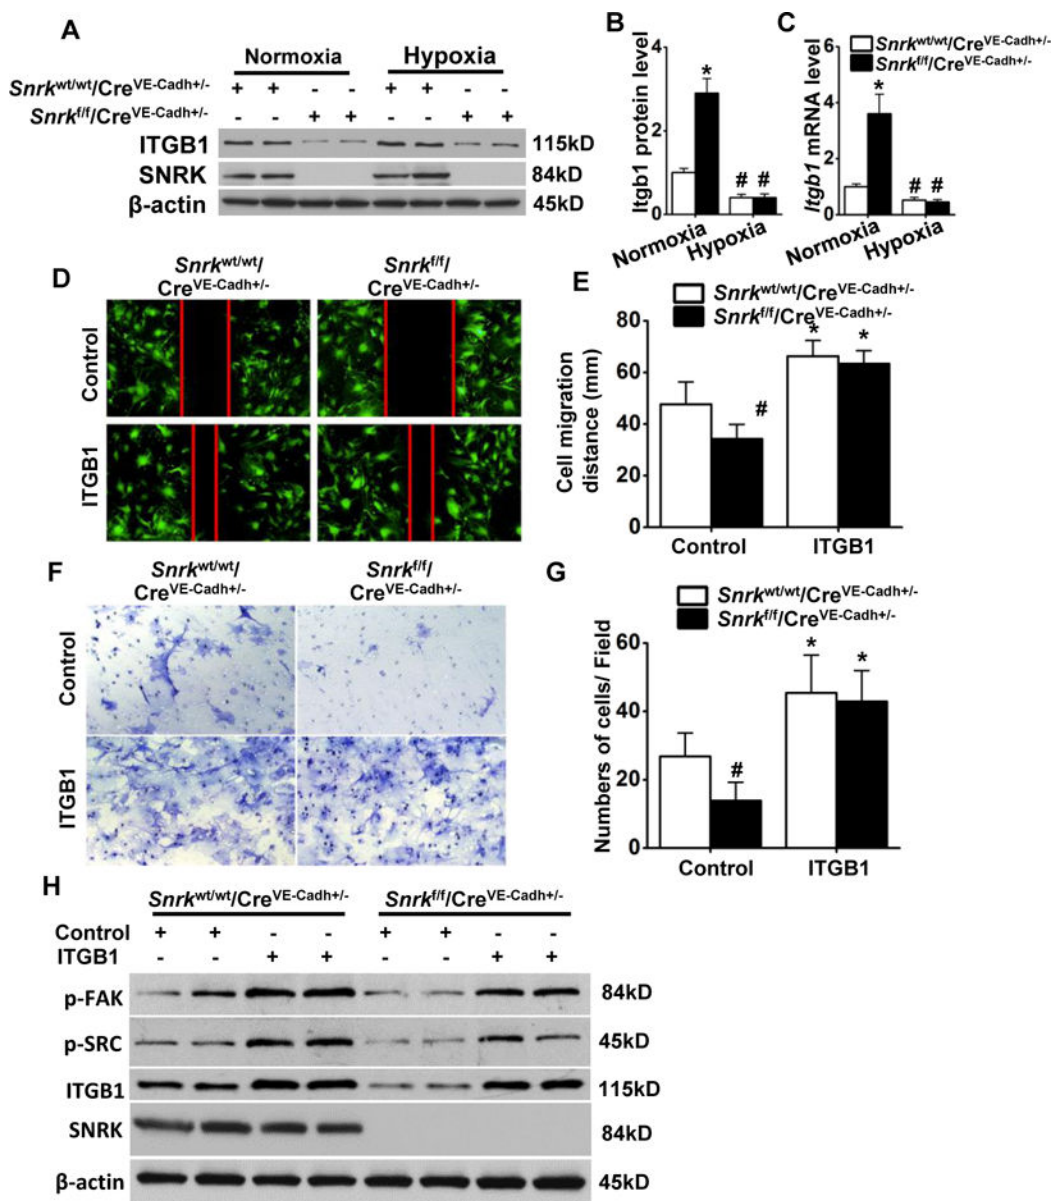 A
Normoxia Hypoxia
Snrkwt/wt/CreVE-Cadh+/- + + - - + + - -
Snrkf/f/CreVE-Cadh+/- - - + + - - + +
ITGB1 115kD
SNRK 84kD
β-actin 45kD
B
Itgb1 protein level
4
2
0
*
# #
Normoxia
Hypoxia
C
Snrkwt/wt/CreVE-Cadh+/-
Snrkf/f/CreVE-Cadh+/-
Itgb1 mRNA level
6
4
2
0
*
# #
Normoxia
Hypoxia
D
Snrkwt/wt/
CreVE-Cadh+/-
Snrkf/f/
CreVE-Cadh+/-
Control
ITGB1
E
Snrkwt/wt/CreVE-Cadh+/-
Snrkf/f/CreVE-Cadh+/-
Cell migration
distance (mm)
80
60
40
20
0
#
* *
Control ITGB1
F
Snrkwt/wt/
CreVE-Cadh+/-
Snrkf/f/
CreVE-Cadh+/-
Control
ITGB1
G
Snrkwt/wt/CreVE-Cadh+/-
Snrkf/f/CreVE-Cadh+/-
Numbers of cells/ Field
60
40
20
0
#
* *
Control ITGB1
H
Snrkwt/wt/CreVE-Cadh+/- Snrkf/f/CreVE-Cadh+/-
Control + + - - + + - -
ITGB1 - - + + - - + +
p-FAK 84kD
p-SRC 45kD
ITGB1 115kD
SNRK 84kD
β-actin 45kD